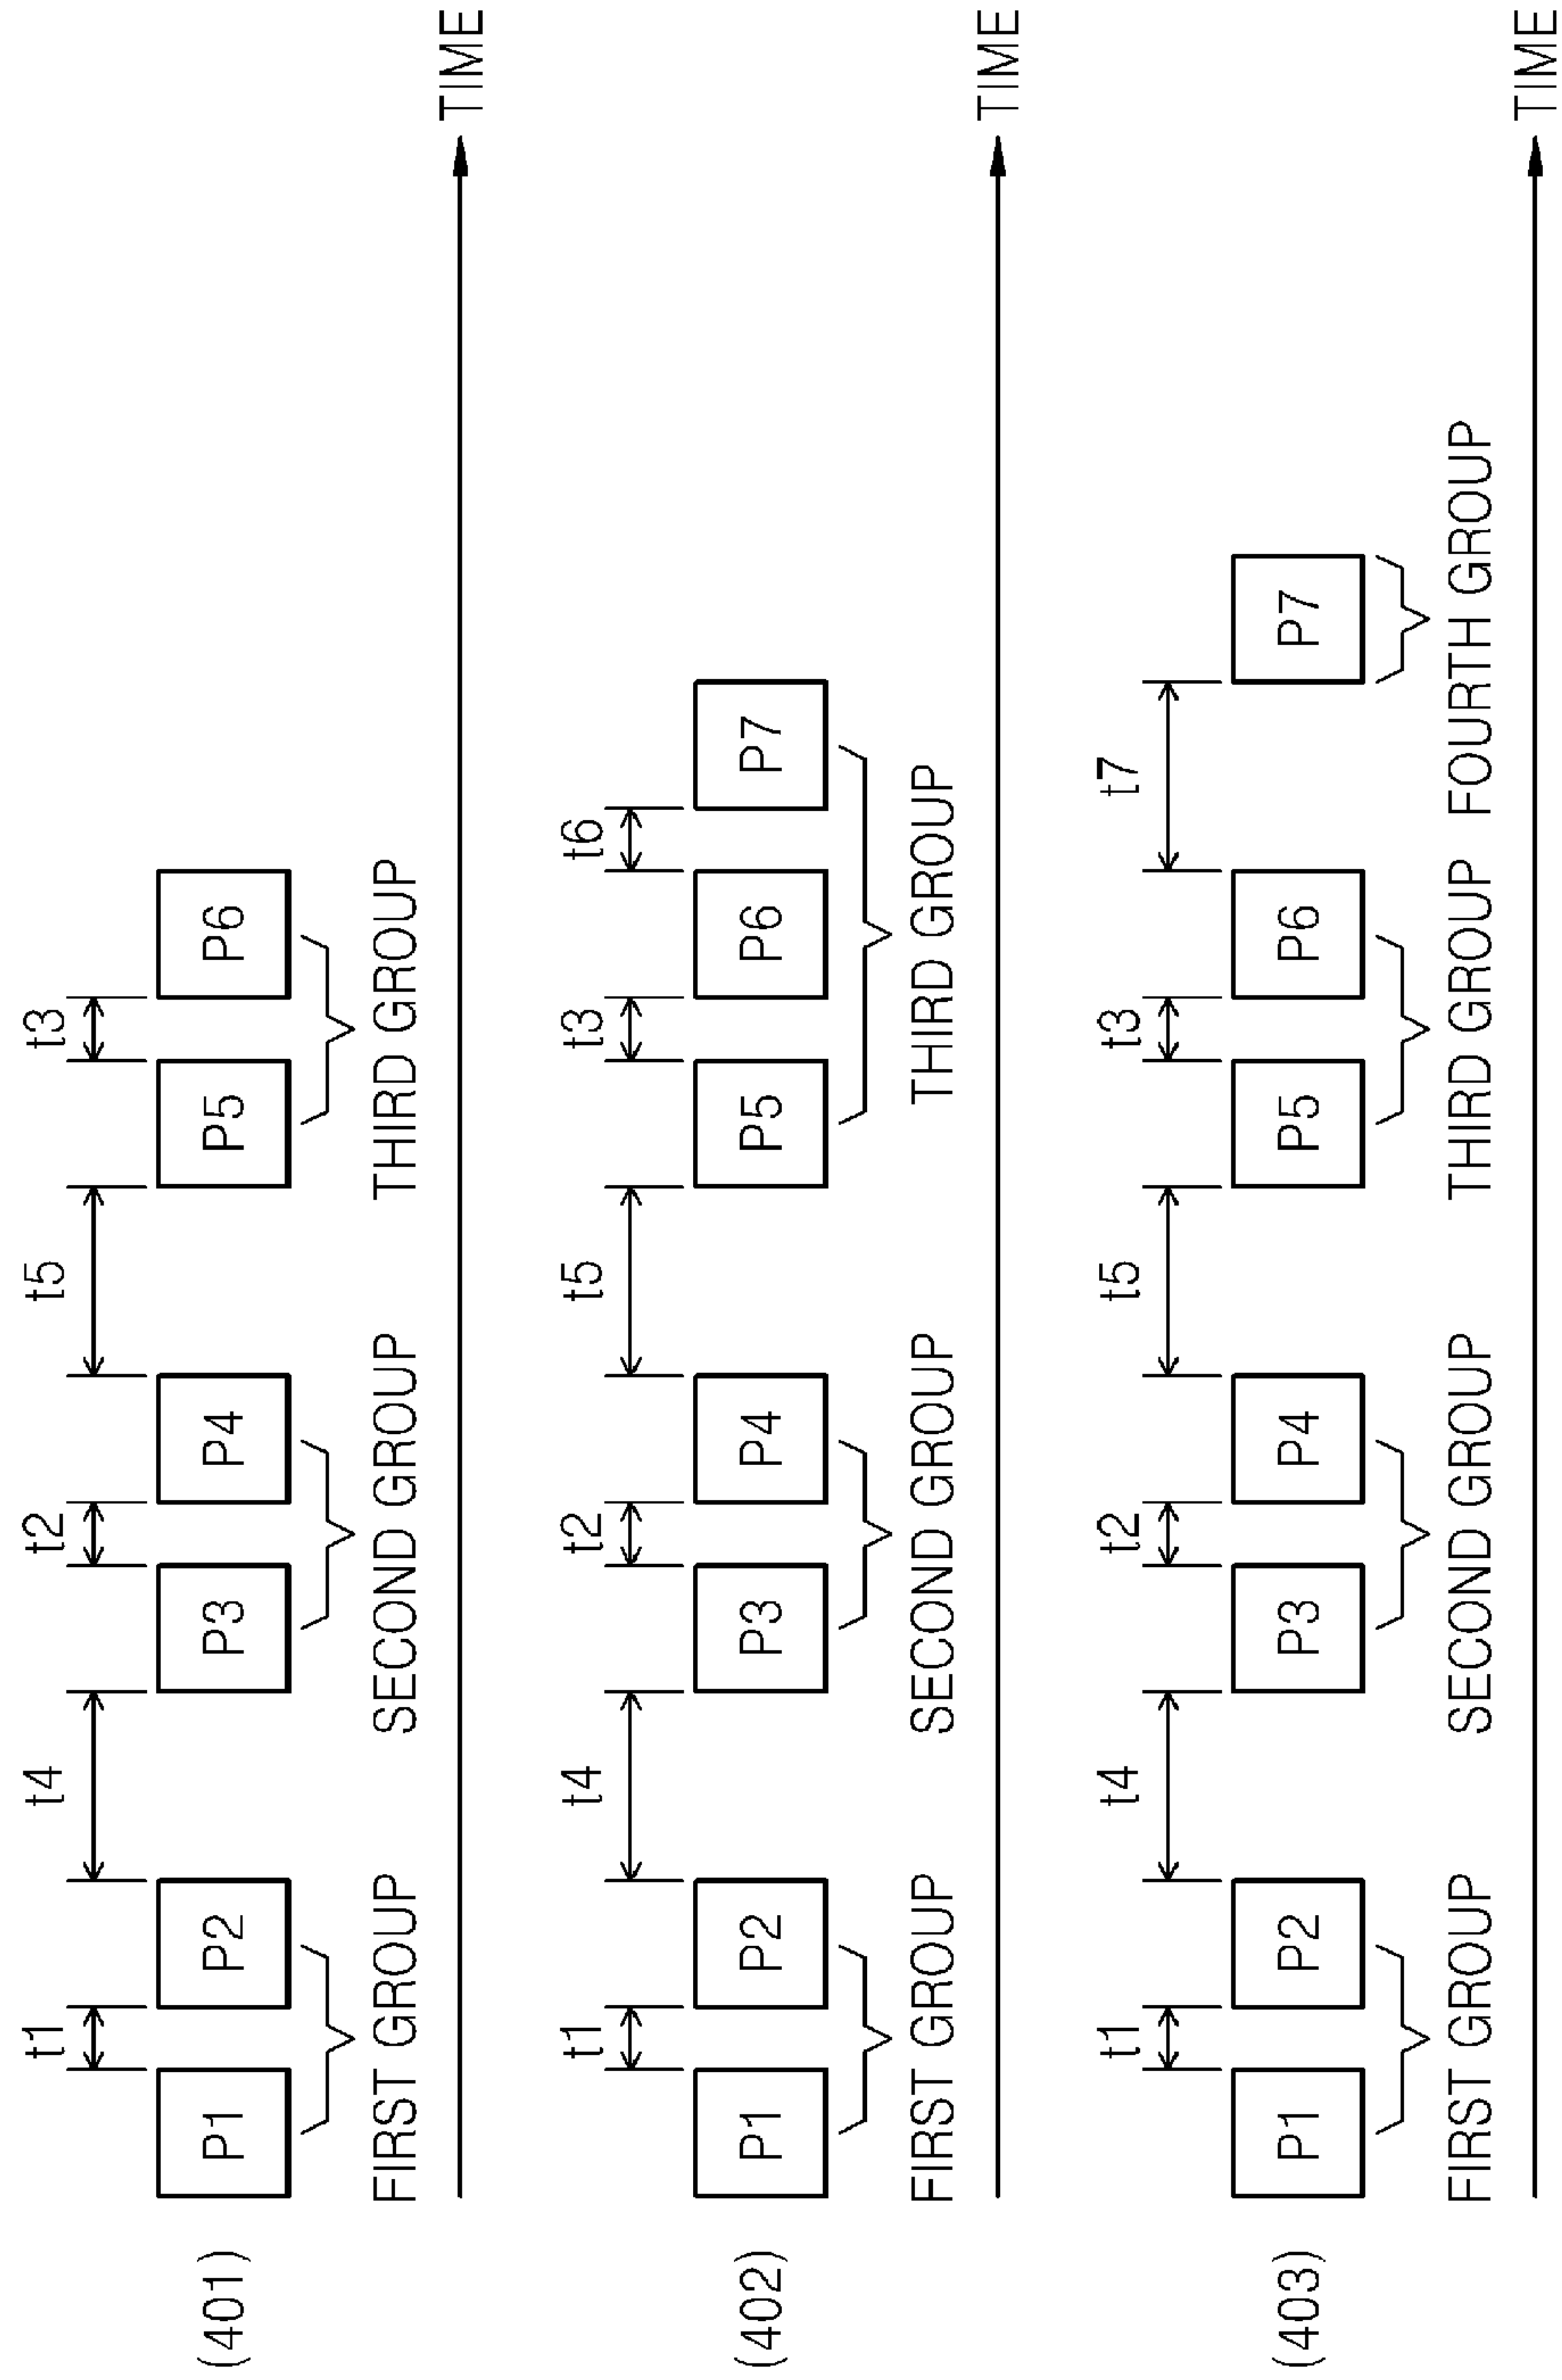 t1 t4 t2 t5 t3
(401) P1 P2 P3 P4 P5 P6
FIRST GROUP SECOND GROUP THIRD GROUP
TIME
t1 t4 t2 t5 t3 t6
(402) P1 P2 P3 P4 P5 P6 P7
FIRST GROUP SECOND GROUP THIRD GROUP
TIME
t1 t4 t2 t5 t3 t7
(403) P1 P2 P3 P4 P5 P6 P7
FIRST GROUP SECOND GROUP THIRD GROUP FOURTH GROUP
TIME